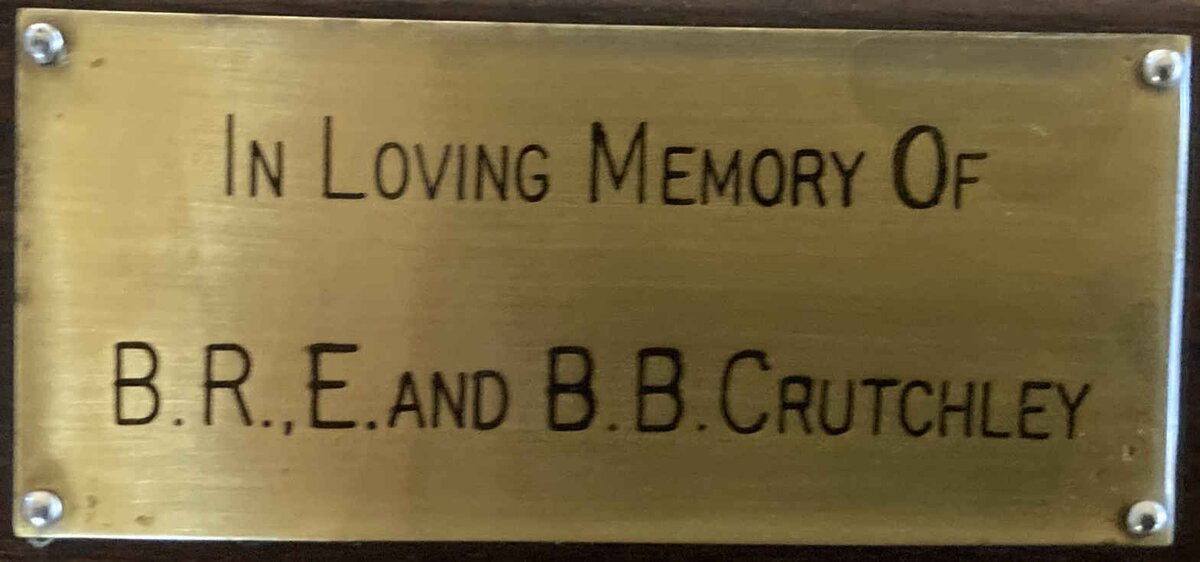 In Loving Memory Of
B.R., E. and B.B. Crutchley